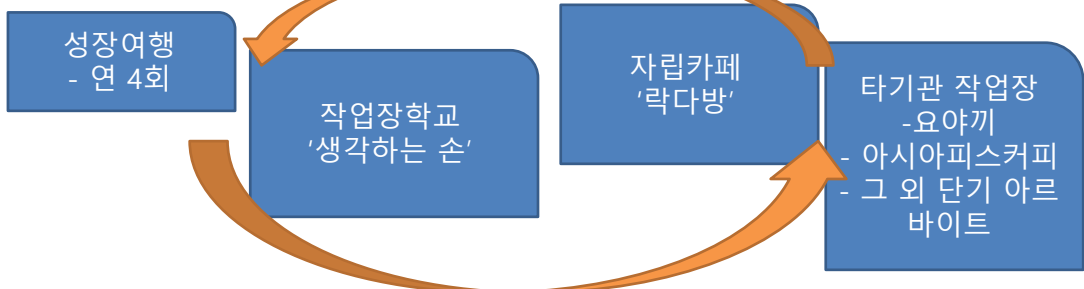 성장여행
- 연 4회
작업장학교
‘생각하는 손’
자립카페
‘락다방’
타기관 작업장
-요야끼
- 아시아피스커피
- 그 외 단기 아르
바이트